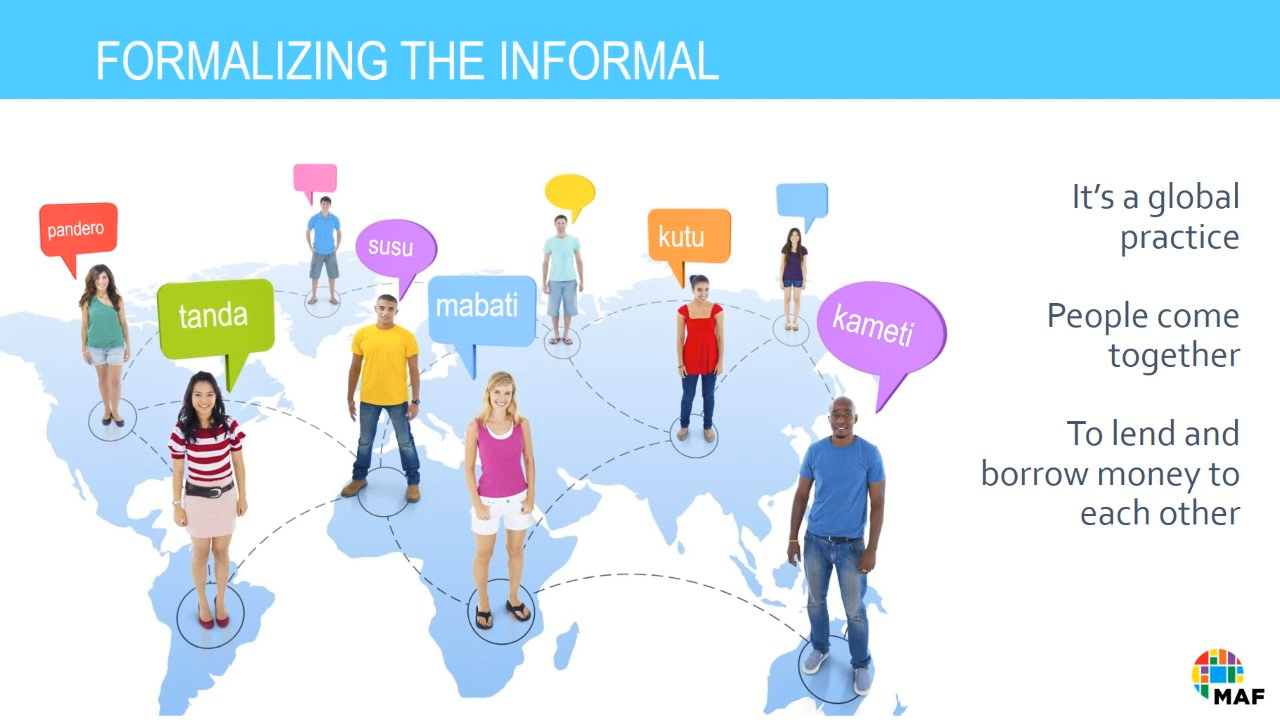 FORMALIZING THE INFORMAL
pandero
tanda
susu
mabati
kutu
kameti
It’s a global
practice
People come
together
To lend and
borrow money to
each other
MAF